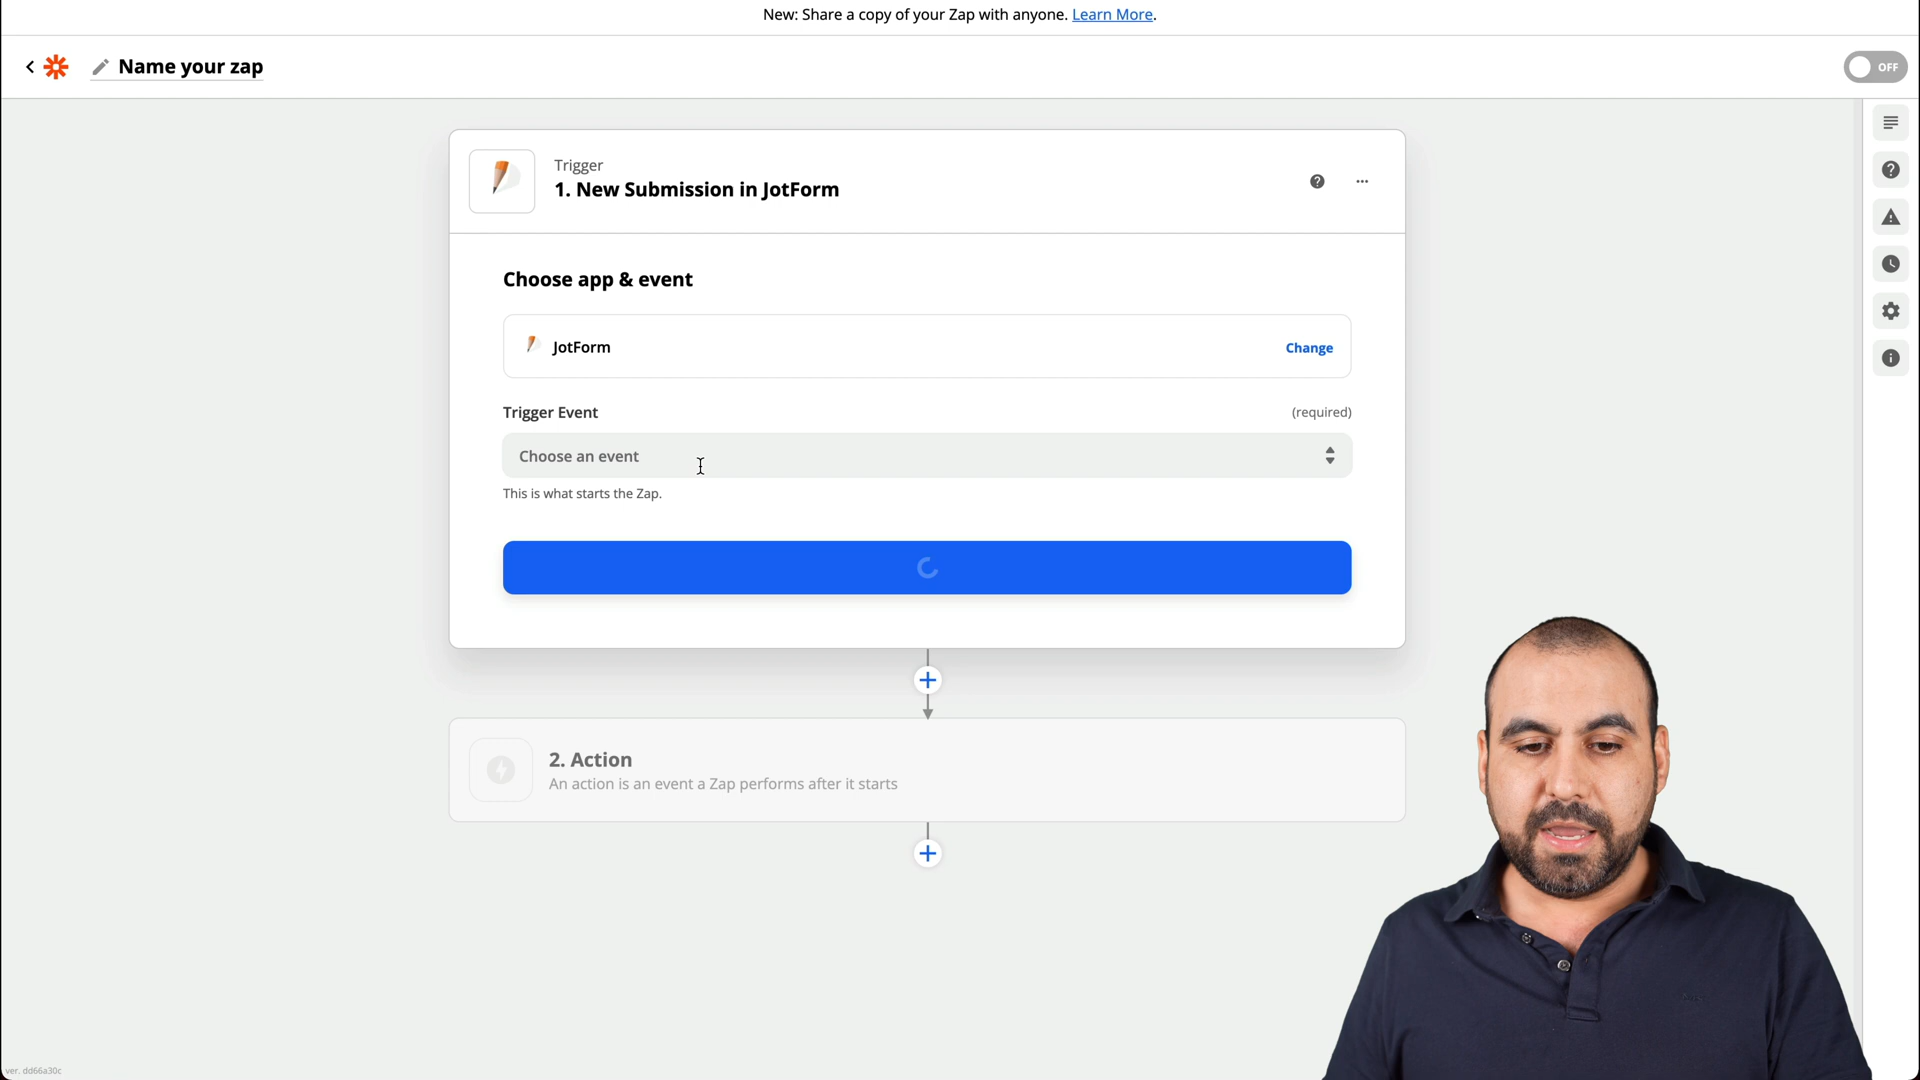 New: Share a copy of your Zap with anyone. Learn More.
Name your zap
OFF
Trigger
1. New Submission in JotForm
Choose app & event
JotForm
Change
Trigger Event
(required)
Choose an event
This is what starts the Zap.
2. Action
An action is an event a Zap performs after it starts
ver. dd66a30c